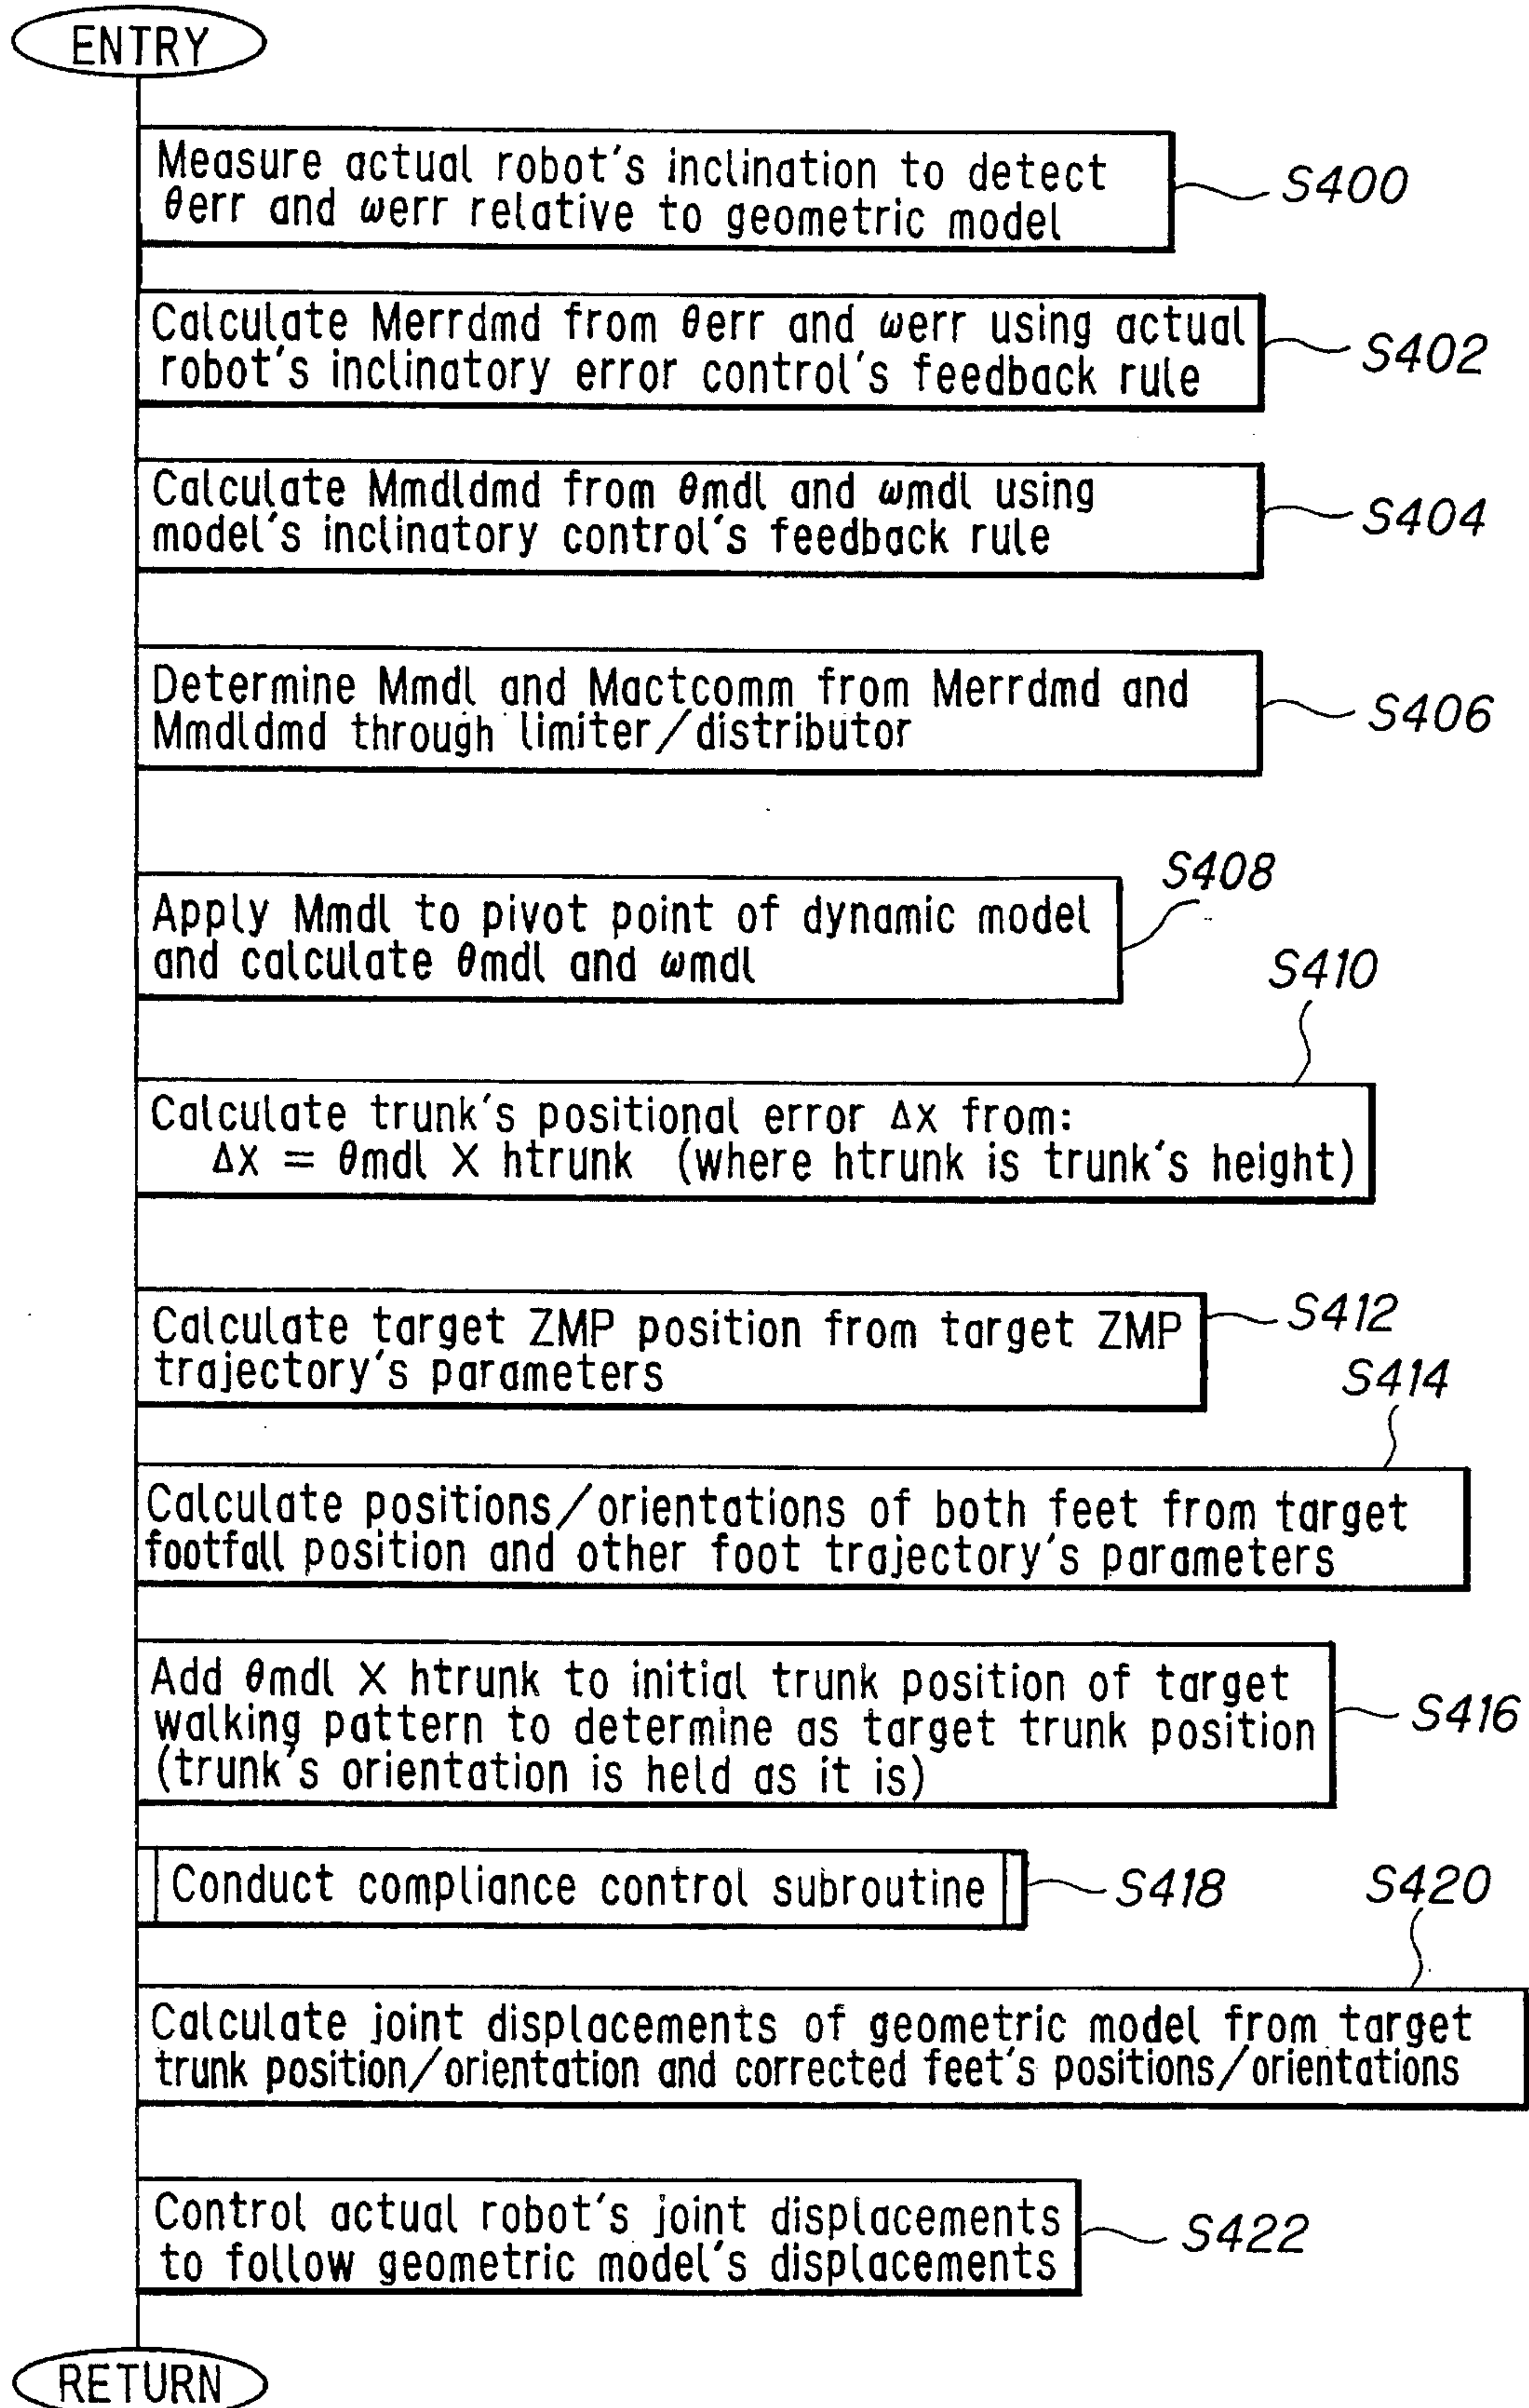 ENTRY
Measure actual robot's inclination to detect
θerr and ωerr relative to geometric model
S400
Calculate Merrdmd from θerr and ωerr using actual
robot's inclinatory error control's feedback rule
S402
Calculate Mmdldmd from θmdl and ωmdl using
model's inclinatory control's feedback rule
S404
Determine Mmdl and Mactcomm from Merrdmd and
Mmdldmd through limiter/distributor
S406
Apply Mmdl to pivot point of dynamic model
and calculate θmdl and ωmdl
S408
Calculate trunk's positional error Δx from:
Δx = θmdl X htrunk (where htrunk is trunk's height)
S410
Calculate target ZMP position from target ZMP
trajectory's parameters
S412
Calculate positions/orientations of both feet from target
footfall position and other foot trajectory's parameters
S414
Add θmdl X htrunk to initial trunk position of target
walking pattern to determine as target trunk position
(trunk's orientation is held as it is)
S416
Conduct compliance control subroutine
S418
Calculate joint displacements of geometric model from target
trunk position/orientation and corrected feet's positions/orientations
S420
Control actual robot's joint displacements
to follow geometric model's displacements
S422
RETURN